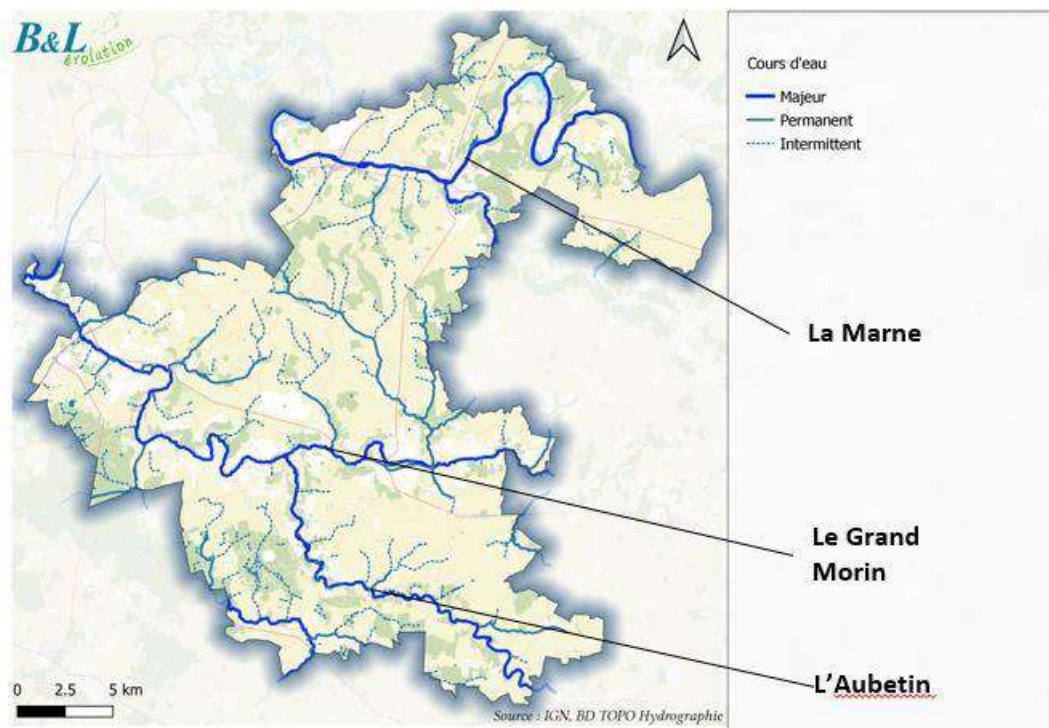 B&L
évolution
Cours d'eau
Majeur
Permanent
Intermittent
La Marne
Le Grand
Morin
L'Aubetin
0 2.5 5 km
Source : IGN, BD TOPO Hydrographie